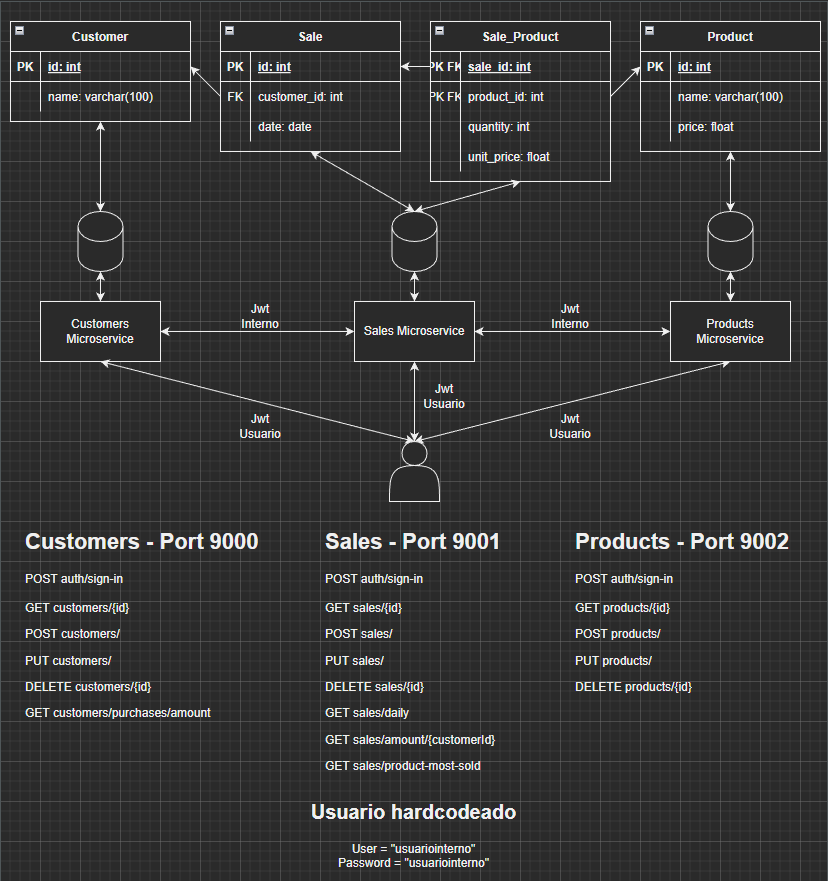 Customer
PK id: int
name: varchar(100)
Sale
PK id: int
FK customer_id: int
date: date
Sale_Product
PK FK sale_id: int
PK FK product_id: int
quantity: int
unit_price: float
Product
PK id: int
name: varchar(100)
price: float
Customers
Microservice
Jwt
Interno
Sales Microservice
Jwt
Interno
Products
Microservice
Jwt
Usuario
Jwt
Usuario
Jwt
Usuario
Customers - Port 9000
POST auth/sign-in
GET customers/{id}
POST customers/
PUT customers/
DELETE customers/{id}
GET customers/purchases/amount
Sales - Port 9001
POST auth/sign-in
GET sales/{id}
POST sales/
PUT sales/
DELETE sales/{id}
GET sales/daily
GET sales/amount/{customerId}
GET sales/product-most-sold
Products - Port 9002
POST auth/sign-in
GET products/{id}
POST products/
PUT products/
DELETE products/{id}
Usuario hardcodeado
User = "usuariointerno"
Password = "usuariointerno"